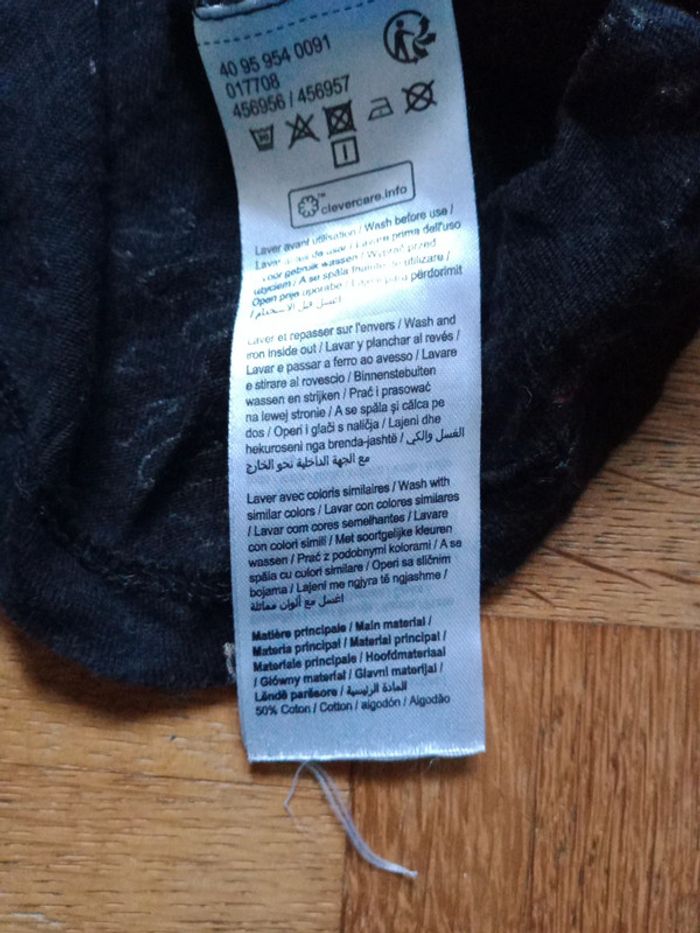 40 95 954 0091
017708
456956 / 456957
clevercare.info
Laver avant utilisation / Wash before use /
prima dell'uso
voor gebruik wassen / Wyprać przed
użyciem / A se spăla înainte de utilizare /
Open prije uporabe / përdorimit
/ اغسل قبل الاستخدام
Laver et repasser sur l'envers / Wash and
iron inside out / Lavar y planchar al revés /
Lavar e passar a ferro ao avesso / Lavare
e stirare al rovescio / Binnenstebuiten
wassen en strijken / Prać i prasować
na lewej stronie / A se spăla și călca pe
dos / Operi i glači s naličja / Lajeni dhe
hekuroseni nga brenda-jashtë / الغسل والكي
مع الجهة الداخلية نحو الخارج
Laver avec coloris similaires / Wash with
similar colors / Lavar con colores similares
/ Lavar com cores semelhantes / Lavare
con colori simili / Met soortgelijke kleuren
wassen / Prać z podobnymi kolorami / A se
spăla cu culori similare / Operi sa sličnim
bojama / Lajeni me ngjyra të ngjashme /
اغسل مع ألوان مماثلة
Matière principale / Main material /
Materia principal / Material principal /
Materiale principale / Hoofdmateriaal
/ Główny materiał / Glavni materijal /
Lëndë parësore / المادة الرئيسية
50% Coton / Cotton / algodón / Algodão